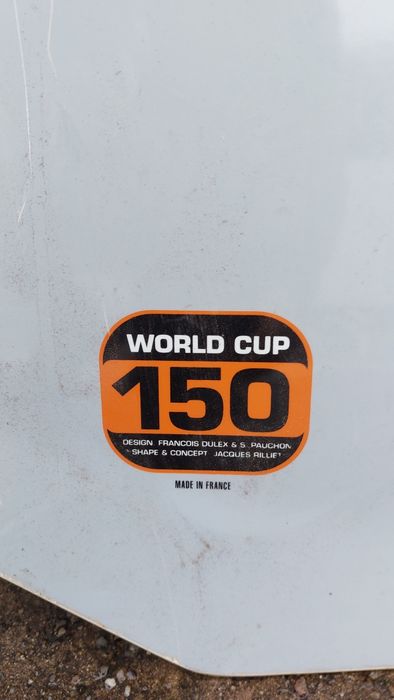 WORLD CUP
150
DESIGN FRANCOIS DULEX & S. PAUCHON
SHAPE & CONCEPT JACQUES RILLIET
MADE IN FRANCE